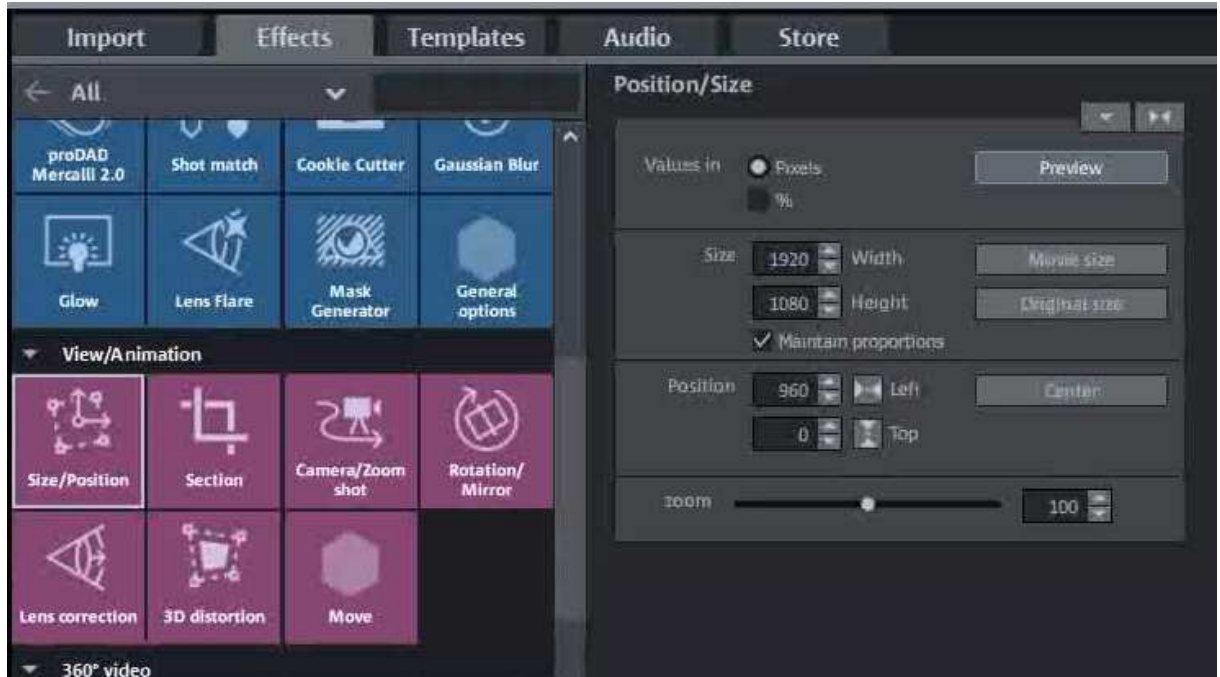 Import Effects Templates Audio Store
All
proDAD
Mercalli 2.0
Shot match
Cookie Cutter
Gaussian Blur
Glow
Lens Flare
Mask
Generator
General
options
View/Animation
Size/Position
Section
Camera/Zoom
shot
Rotation/
Mirror
Lens correction
3D distortion
Move
360° video
Position/Size
Values in
Pixels
%
Preview
Size
1920 Width
Movie size
1080 Height
Original size
Maintain proportions
Position
960 Left
Center
0 Top
zoom
100